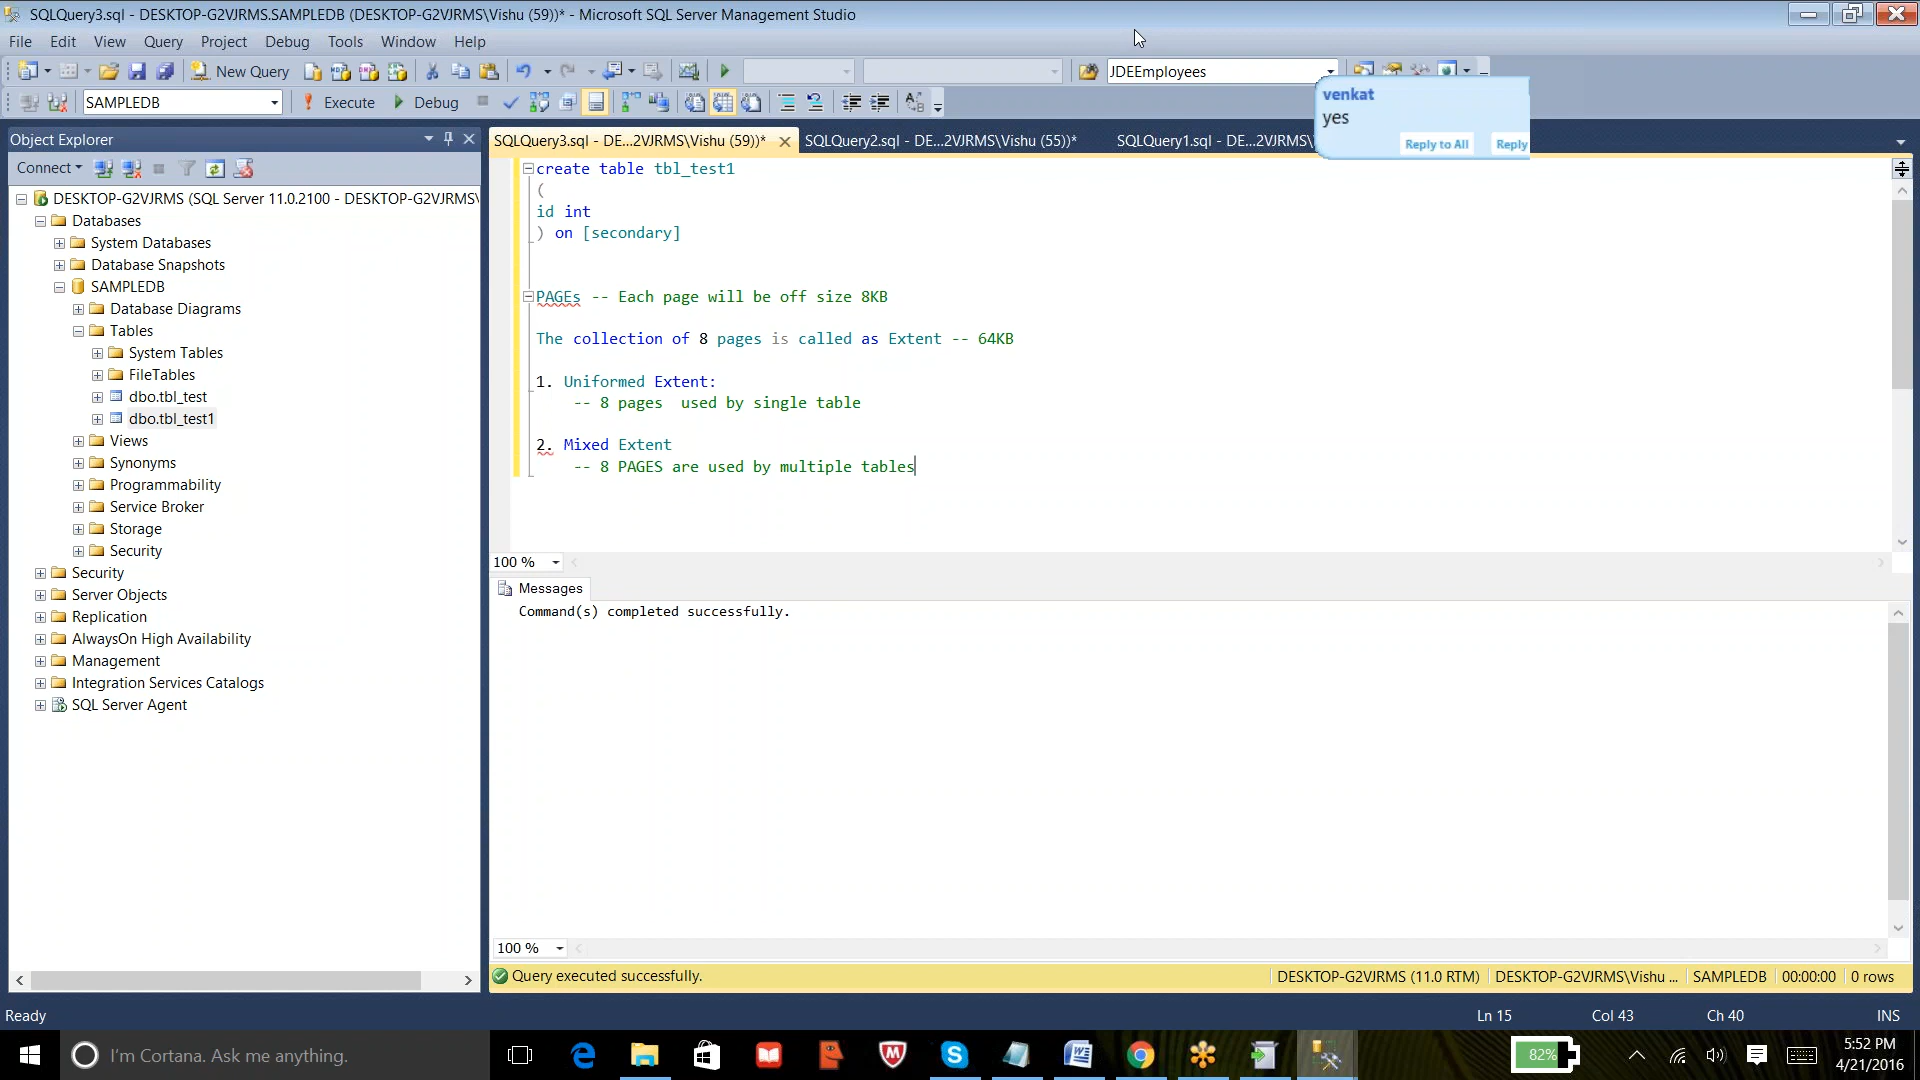 SQLQuery3.sql - DESKTOP-G2VJRMS.SAMPLEDB (DESKTOP-G2VJRMS\Vishu (59))* - Microsoft SQL Server Management Studio
File Edit View Query Project Debug Tools Window Help
New Query
JDEEmployees
SAMPLEDB
Execute
Debug
venkat
yes
Reply to All
Reply
Object Explorer
SQLQuery3.sql - DE...2VJRMS\Vishu (59))*
SQLQuery2.sql - DE...2VJRMS\Vishu (55))*
SQLQuery1.sql - DE...2VJRMS\
Connect
DESKTOP-G2VJRMS (SQL Server 11.0.2100 - DESKTOP-G2VJRMS\
Databases
System Databases
Database Snapshots
SAMPLEDB
Database Diagrams
Tables
System Tables
FileTables
dbo.tbl_test
dbo.tbl_test1
Views
Synonyms
Programmability
Service Broker
Storage
Security
Security
Server Objects
Replication
AlwaysOn High Availability
Management
Integration Services Catalogs
SQL Server Agent
create table tbl_test1
(
id int
) on [secondary]
PAGEs -- Each page will be off size 8KB
The collection of 8 pages is called as Extent -- 64KB
1. Uniformed Extent:
-- 8 pages  used by single table
2. Mixed Extent
-- 8 PAGES are used by multiple tables
100 %
Messages
Command(s) completed successfully.
100 %
Query executed successfully.
DESKTOP-G2VJRMS (11.0 RTM)
DESKTOP-G2VJRMS\Vishu ...
SAMPLEDB
00:00:00
0 rows
Ready
Ln 15
Col 43
Ch 40
INS
I'm Cortana. Ask me anything.
82%
5:52 PM
4/21/2016